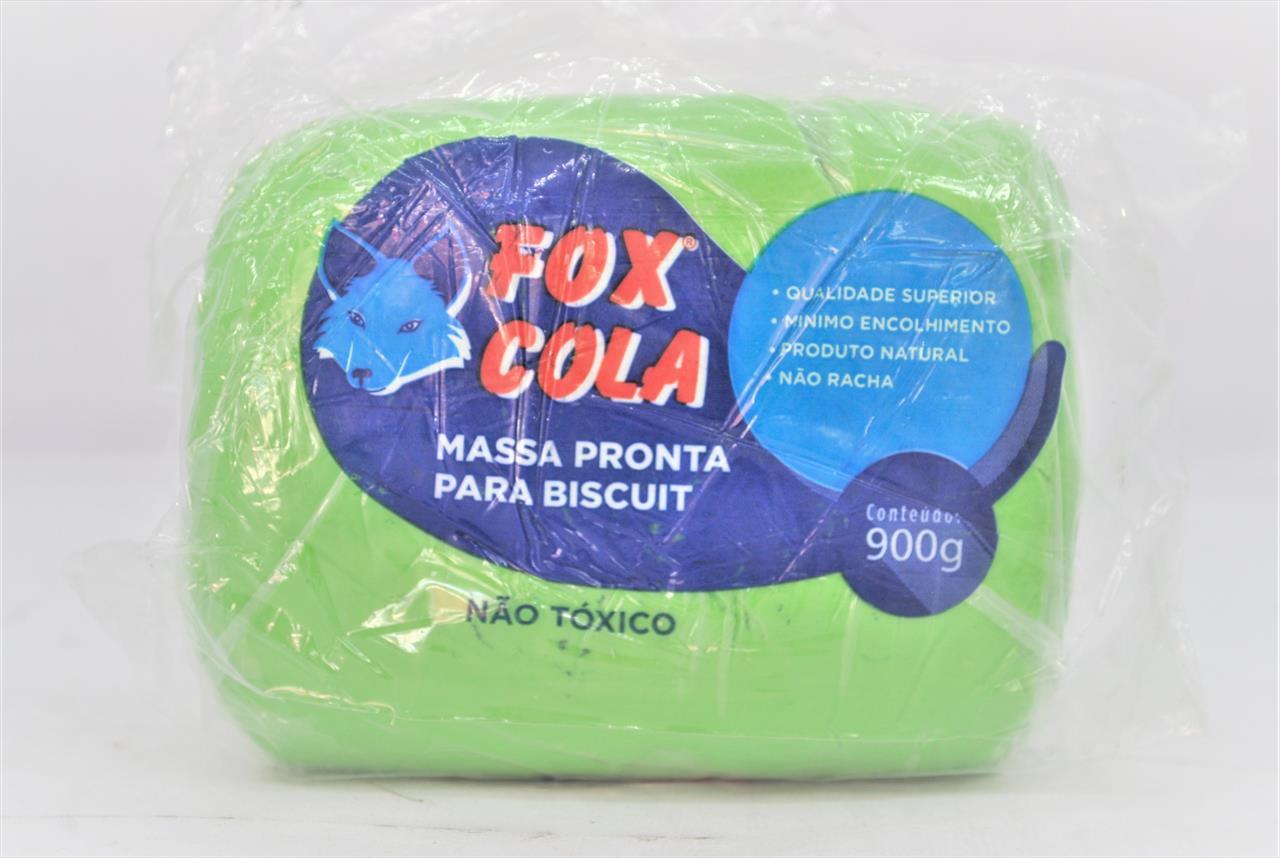 FOX®
COLA
MASSA PRONTA
PARA BISCUIT
• QUALIDADE SUPERIOR
• MINIMO ENCOLHIMENTO
• PRODUTO NATURAL
• NÃO RACHA
Conteúdo:
900g
NÃO TÓXICO